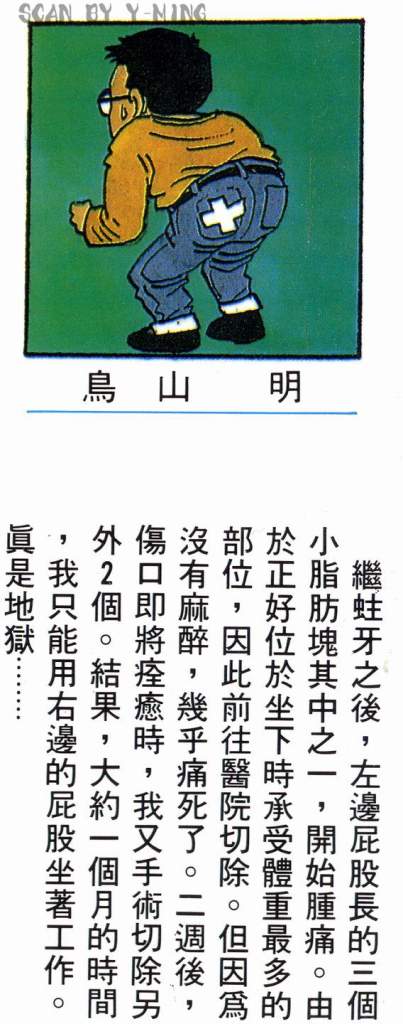 SCAN BY Y-MING
鳥山 明
繼蛀牙之後，左邊屁股長的三個
小脂肪塊其中之一，開始腫痛。由
於正好位於坐下時承受體重最多的
部位，因此前往醫院切除。但因為
沒有麻醉，幾乎痛死了。二週後，
傷口即將痊癒時，我又手術切除另
外2個。結果，大約一個月的時間
，我只能用右邊的屁股坐著工作。
眞是地獄……